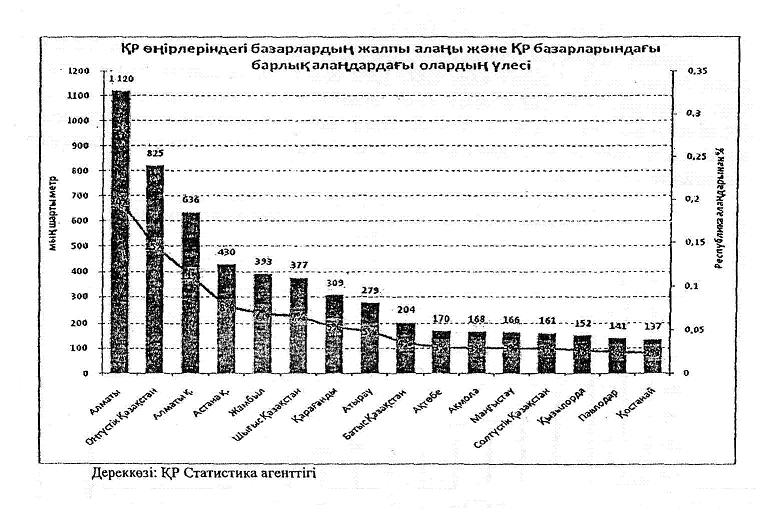 ҚР өңірлеріндегі базарлардың жалпы алаңы және ҚР базарларындағы
барлық алаңдардағы олардың үлесі
1200
1100
1000
900
800
700
600
500
400
300
200
100
0
мың шарты метр
0,35
0,3
0,25
0,2
0,15
0,1
0,05
0
Республика алаңдарынан %
1 120
825
636
430
393
377
309
279
204
170
168
166
161
152
141
137
Алматы
Оңтүстік Қазақстан
Алматы Қ
Астана қ.
Жамбыл
Шығыс Қазақстан
Қарағанды
Атырау
Батыс Қазақстан
Ақтөбе
Ақмола
Маңғыстау
Солтүстік Қазақстан
Қызылорда
Павлодар
Қостанай
Дереккөзі: ҚР Статистика агенттігі